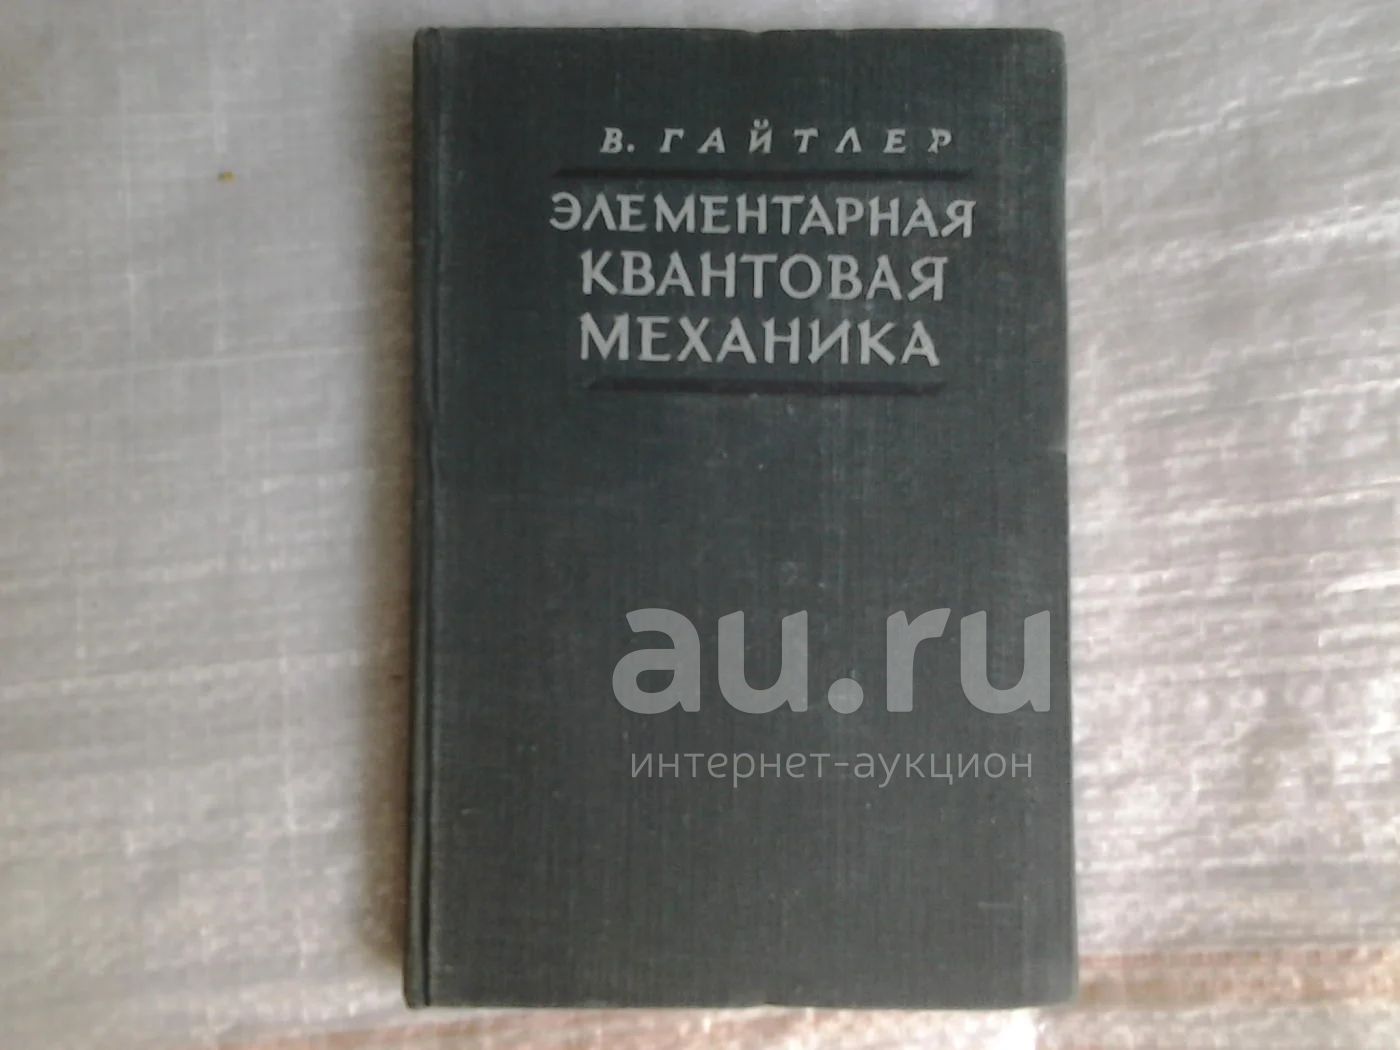 В. ГАЙТЛЕР
ЭЛЕМЕНТАРНАЯ
КВАНТОВАЯ
МЕХАНИКА
au.ru
интернет-аукцион